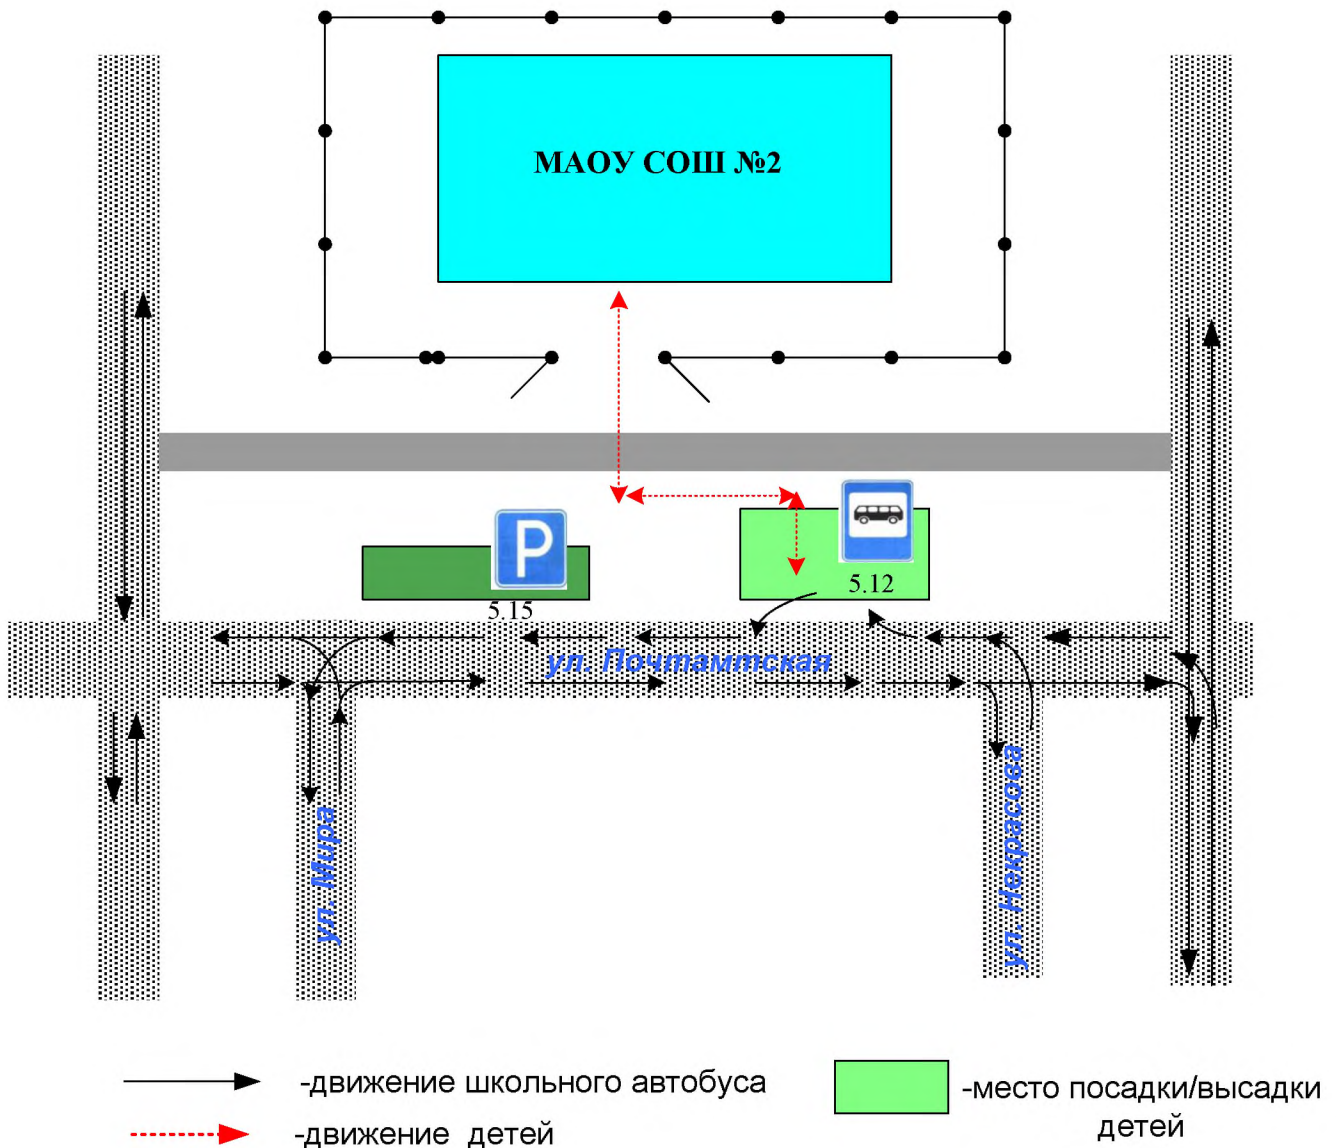 МАОУ СОШ №2
P
5.12
5.15
ул. Почтамтская
ул. Мира
ул. Некрасова
-движение школьного автобуса
-движение детей
-место посадки/высадки
детей